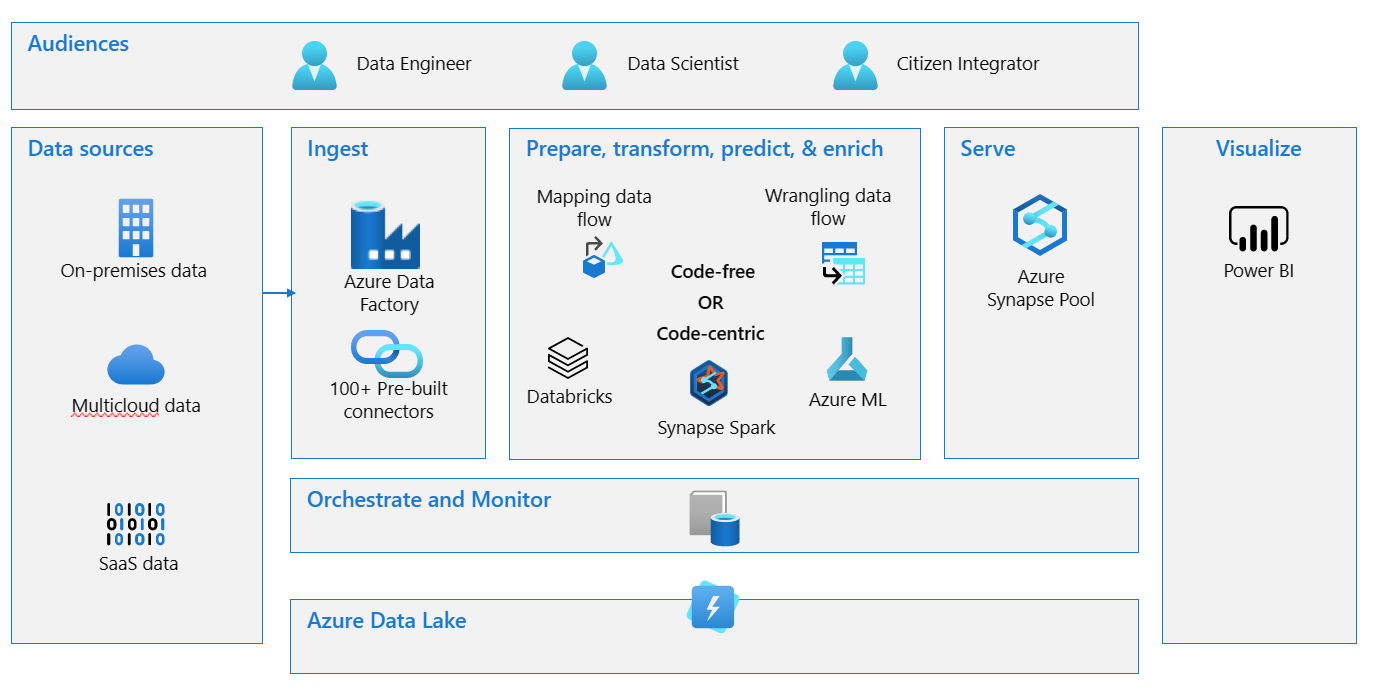 Audiences
Data Engineer
Data Scientist
Citizen Integrator
Data sources
On-premises data
Multicloud data
SaaS data
Ingest
Azure Data
Factory
100+ Pre-built
connectors
Prepare, transform, predict, & enrich
Mapping data
flow
Wrangling data
flow
Code-free
OR
Code-centric
Databricks
Synapse Spark
Azure ML
Serve
Azure
Synapse Pool
Visualize
Power BI
Orchestrate and Monitor
Azure Data Lake